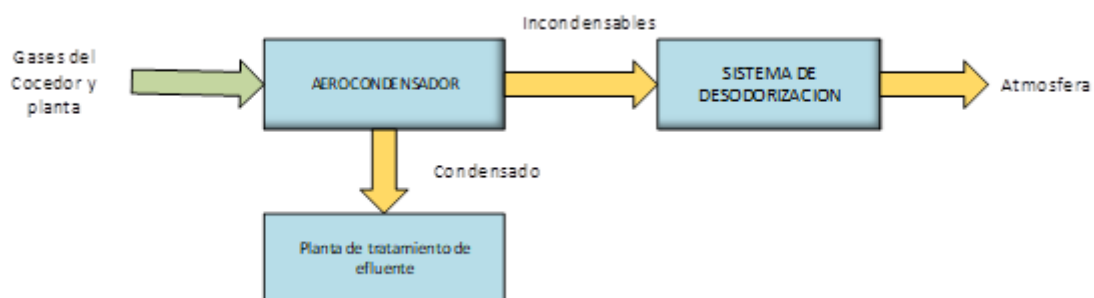 Incondensables
Gases del
Cocedor y
planta
AEROCONDENSADOR
SISTEMA DE
DESODORIZACION
Atmosfera
Condensado
Planta de tratamiento de
efluente